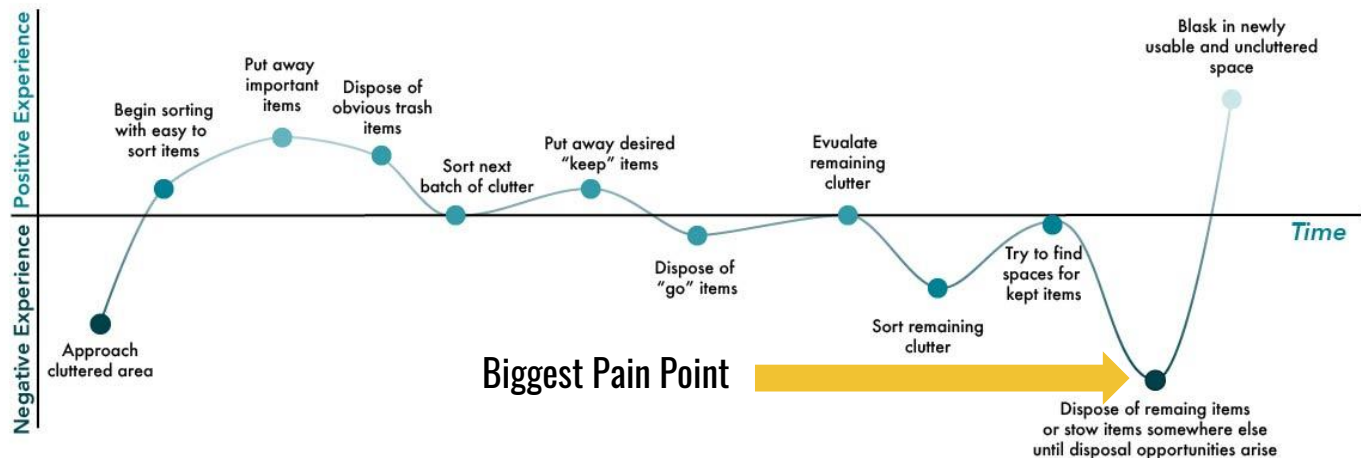 Positive Experience
Negative Experience
Approach
cluttered area
Begin sorting
with easy to
sort items
Put away
important
items
Dispose of
obvious trash
items
Sort next
batch of clutter
Put away desired
“keep” items
Dispose of
“go” items
Evualate
remaining
clutter
Sort remaining
clutter
Try to find
spaces for
kept items
Biggest Pain Point
Dispose of remaing items
or stow items somewhere else
until disposal opportunities arise
Blask in newly
usable and uncluttered
space
Time